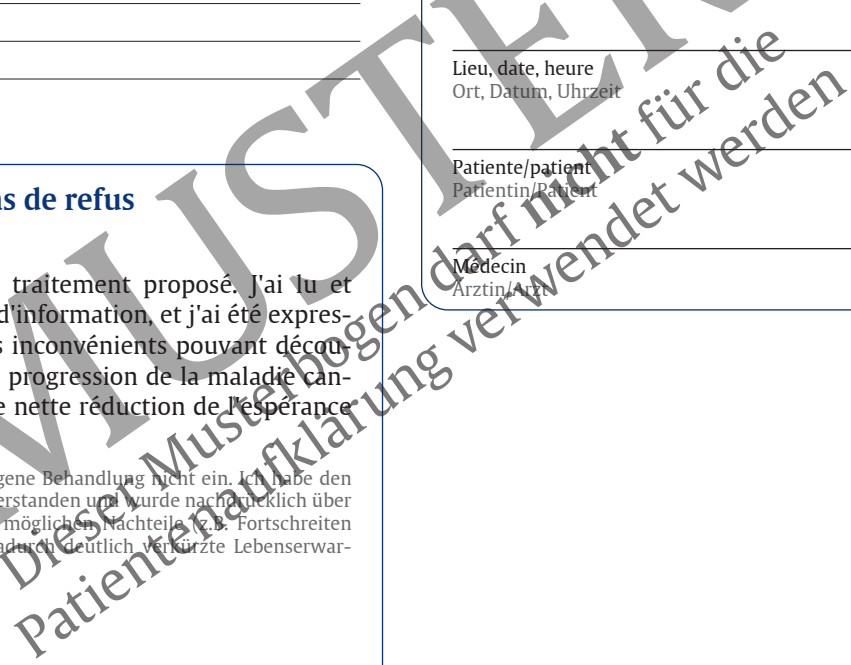 Lieu, date, heure
Ort, Datum, Uhrzeit
Patiente/patient
Patientin/Patient
Médecin
Ärztin/Arzt
de refus
traitement proposé. J'ai lu et
d'information, et j'ai été expres-
inconvénients pouvant décou-
progression de la maladie can-
nette réduction de l'espérance
Behandlung nicht ein. Ich habe den
und wurde nachdrücklich über
möglichen Nachteile (z.B. Fortschreiten
deutlich verkürzte Lebenserwar-
MUSTER
Dieser Musterbogen darf nicht für die
Patientenaufklärung verwendet werden